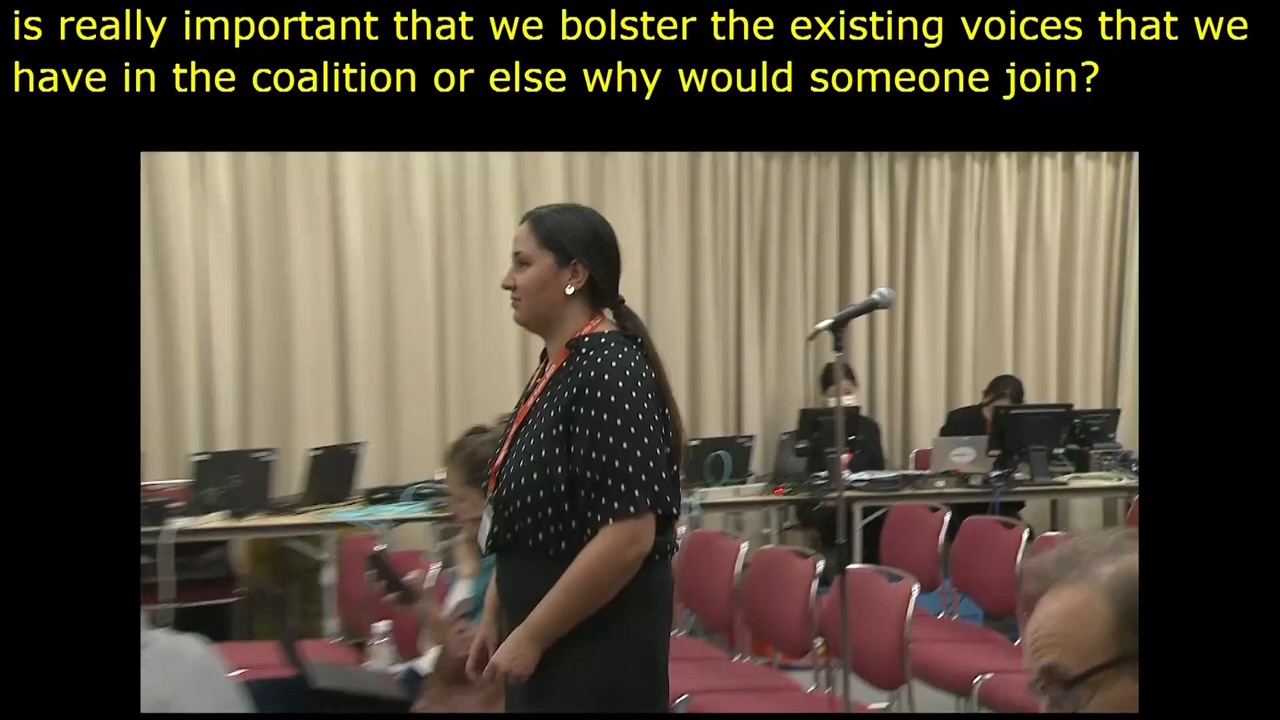 is really important that we bolster the existing voices that we
have in the coalition or else why would someone join?